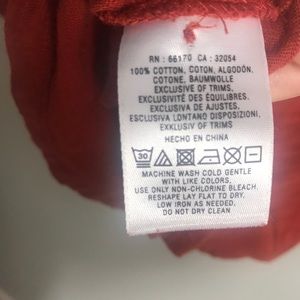 RN : 66170 CA : 32054
100% COTTON, COTON, ALGODÓN,
COTONE, BAUMWOLLE
EXCLUSIVE OF TRIMS,
EXCLUSIVITÉ DES ÉQUILIBRES.
EXCLUSIVA DE AJUSTES,
ESCLUSIVA LONTANO DISPOSIZIONI,
EXKLUSIV OF TRIMS
HECHO EN CHINA
30
MACHINE WASH COLD GENTLE
WITH LIKE COLORS,
USE ONLY NON-CHLORINE BLEACH.
RESHAPE LAY FLAT TO DRY.
LOW IRON AS NEEDED.
DO NOT DRY CLEAN